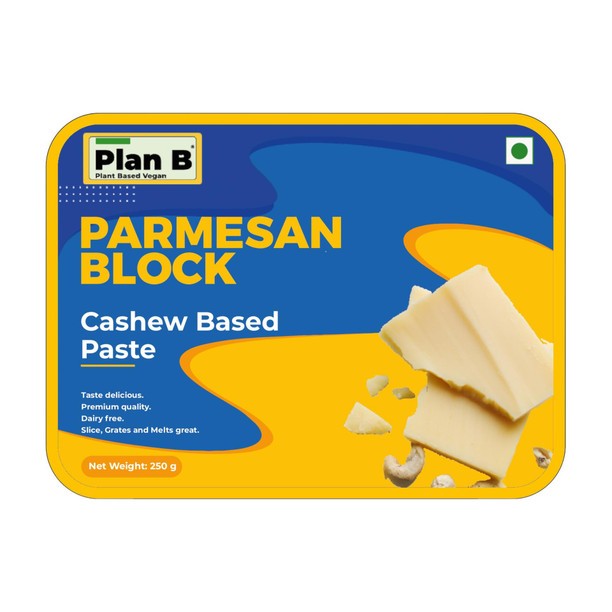 Plan B
Plant Based Vegan
PARMESAN
BLOCK
Cashew Based
Paste
Taste delicious.
Premium quality.
Dairy free.
Slice, Grates and Melts great.
Net Weight: 250 g